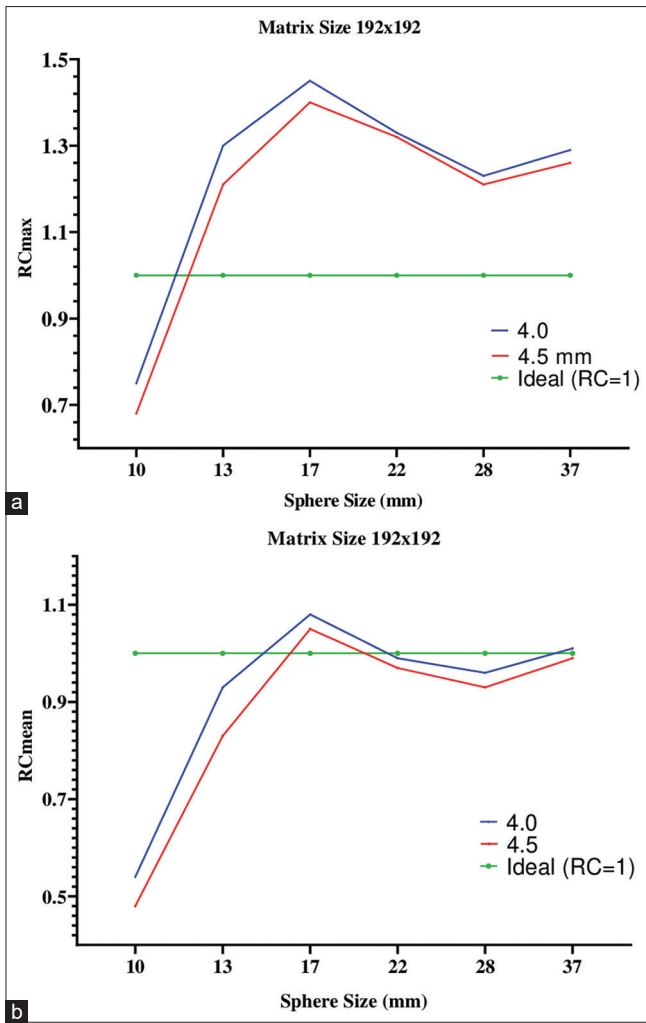 Matrix Size 192x192
1.5
1.3
1.1
0.9
0.7
RCmax
4.0
4.5 mm
Ideal (RC=1)
10 13 17 22 28 37
Sphere Size (mm)
a
Matrix Size 192x192
1.1
0.9
0.7
0.5
RCmean
4.0
4.5
Ideal (RC=1)
10 13 17 22 28 37
Sphere Size (mm)
b